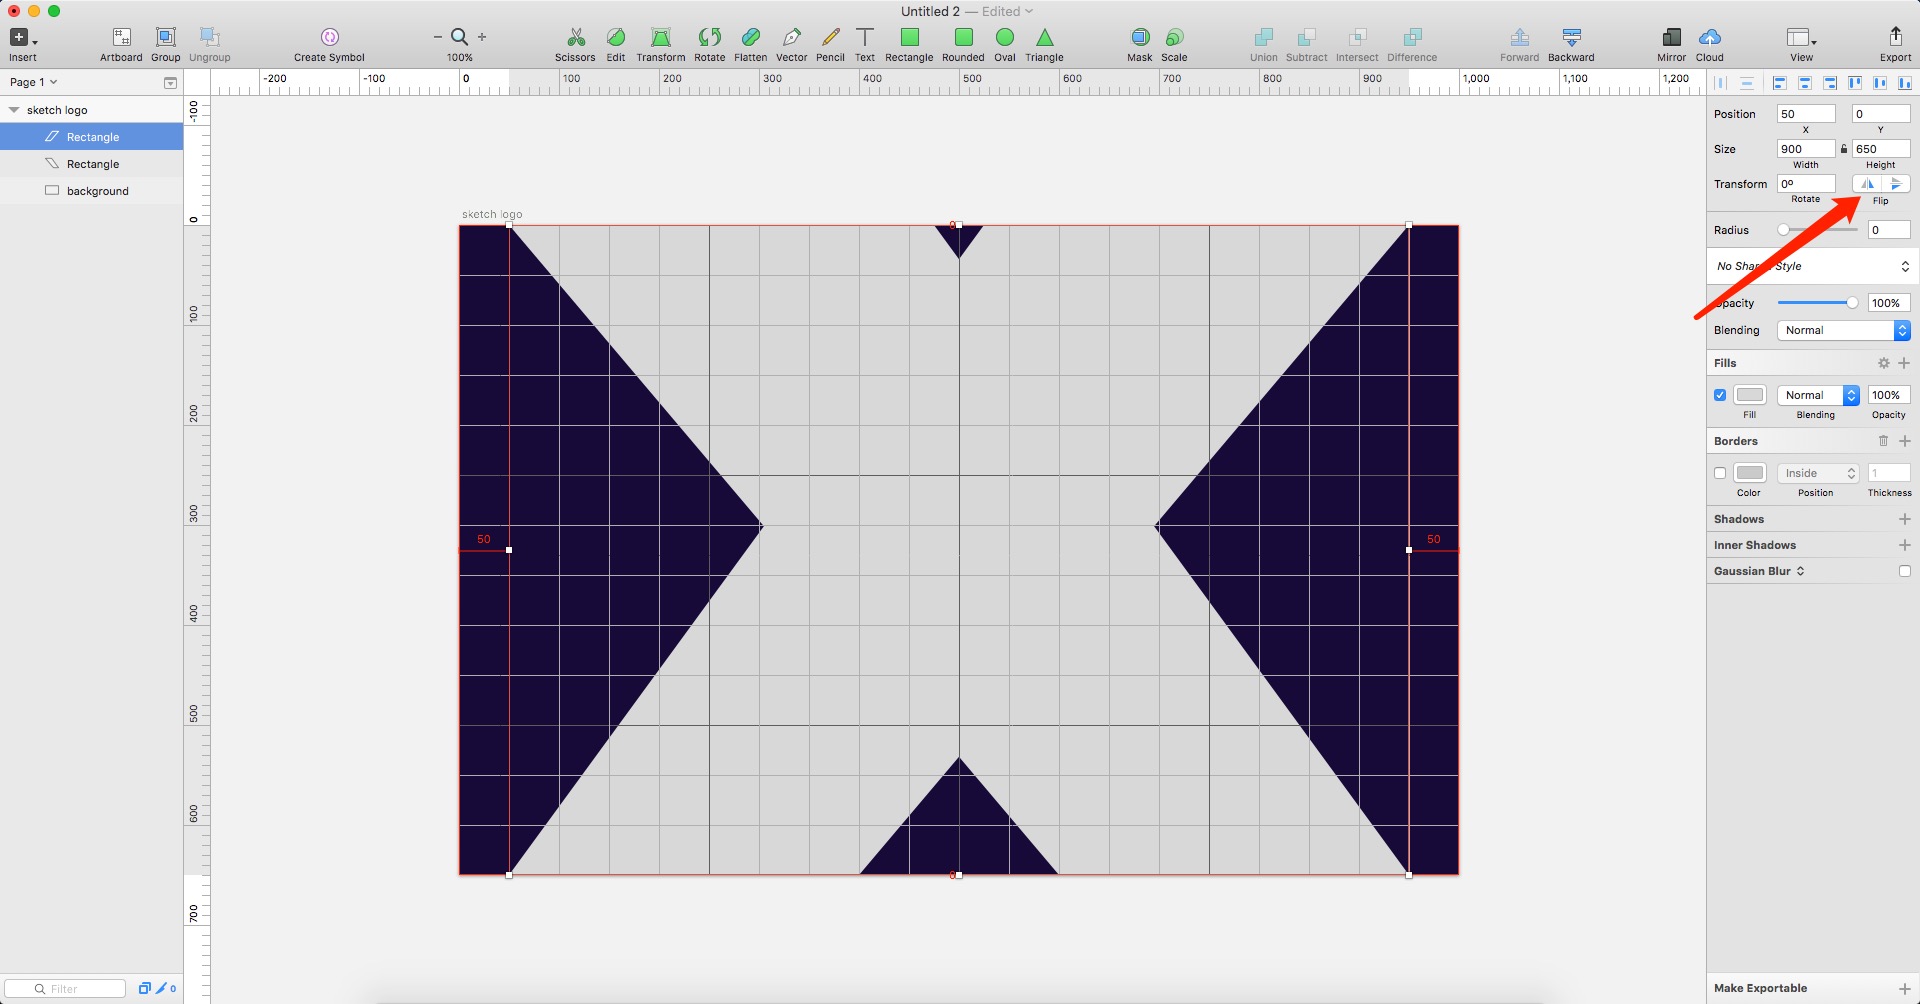 Untitled 2 — Edited
Insert
Artboard
Group
Ungroup
Create Symbol
100%
Scissors
Edit
Transform
Rotate
Flatten
Vector
Pencil
Text
Rectangle
Rounded
Oval
Triangle
Mask
Scale
Union
Subtract
Intersect
Difference
Forward
Backward
Mirror
Cloud
View
Export
Page 1
-200 -100 0 100 200 300 400 500 600 700 800 900 1,000 1,100 1,200
sketch logo
Rectangle
Rectangle
background
-100
0
100
200
300
400
500
600
700
sketch logo
0
50
50
0
Position 50 0
X Y
Size 900 650
Width Height
Transform 0º
Rotate Flip
Radius 0
Opacity 100%
Blending Normal
Fills
Normal 100%
Fill Blending Opacity
Borders
Inside 1
Color Position Thickness
Shadows
Inner Shadows
Gaussian Blur
Filter
0
Make Exportable